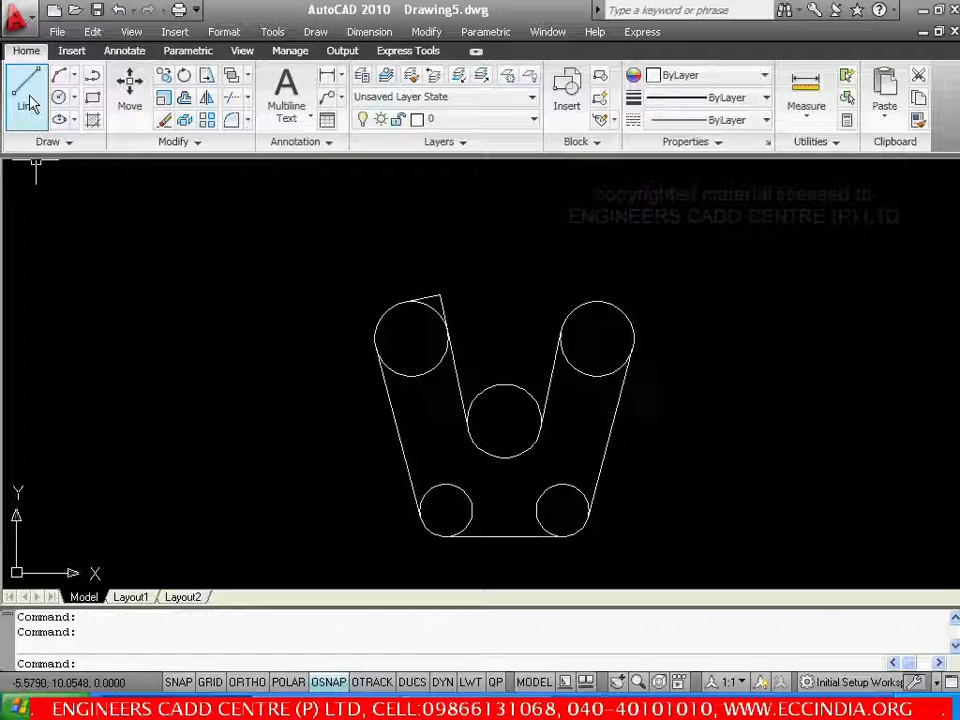 AutoCAD 2010 Drawing5.dwg
Type a keyword or phrase
File Edit View Insert Format Tools Draw Dimension Modify Parametric Window Help Express
Home Insert Annotate Parametric View Manage Output Express Tools
Line
Move
Multiline
Text
Unsaved Layer State
0
Insert
ByLayer
ByLayer
ByLayer
Measure
Paste
Draw Modify Annotation Layers Block Properties Utilities Clipboard
copyrighted material licensed to
ENGINEERS CADD CENTRE (P) LTD
Y
X
Model Layout1 Layout2
Command:
Command:
Command:
-5.5790, 10.0548, 0.0000 SNAP GRID ORTHO POLAR OSNAP OTRACK DUCS DYN LWT QP MODEL 1:1 Initial Setup Worksp
ENGINEERS CADD CENTRE (P) LTD, CELL:09866131068, 040-40101010, WWW.ECCINDIA.ORG